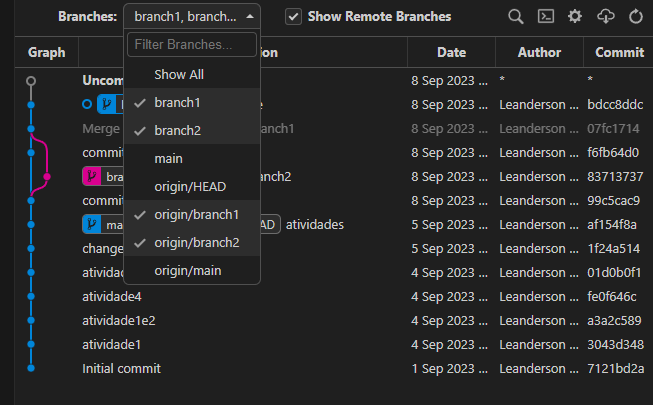 Branches: branch1, branch... Show Remote Branches
Filter Branches...
Show All
branch1
branch2
main
origin/HEAD
origin/branch1
origin/branch2
origin/main
Graph ion Date Author Commit
Uncom 8 Sep 2023 ... * *
e 8 Sep 2023 ... Leanderson ... bdcc8ddc
Merge ranch1 8 Sep 2023 ... Leanderson ... 07fc1714
commit 8 Sep 2023 ... Leanderson ... f6fb64d0
bra anch2 8 Sep 2023 ... Leanderson ... 83713737
commit 8 Sep 2023 ... Leanderson ... 99c5cac9
ma AD atividades 5 Sep 2023 ... Leanderson ... af154f8a
change 5 Sep 2023 ... Leanderson ... 1f24a514
atividade 4 Sep 2023 ... Leanderson ... 01d0b0f1
atividade4 4 Sep 2023 ... Leanderson ... fe0f646c
atividade1e2 4 Sep 2023 ... Leanderson ... a3a2c589
atividade1 4 Sep 2023 ... Leanderson ... 3043d348
Initial commit 1 Sep 2023 ... Leanderson ... 7121bd2a